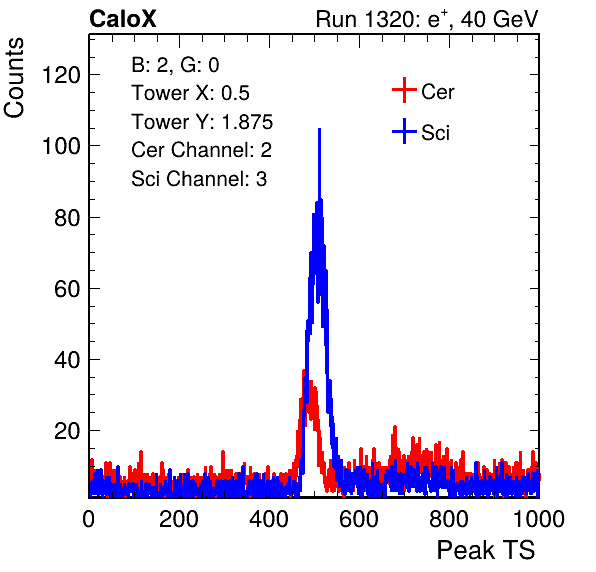 CaloX Run 1320: e+, 40 GeV
Counts
B: 2, G: 0
Tower X: 0.5
Tower Y: 1.875
Cer Channel: 2
Sci Channel: 3
Cer
Sci
120
100
80
60
40
20
0 200 400 600 800 1000
Peak TS